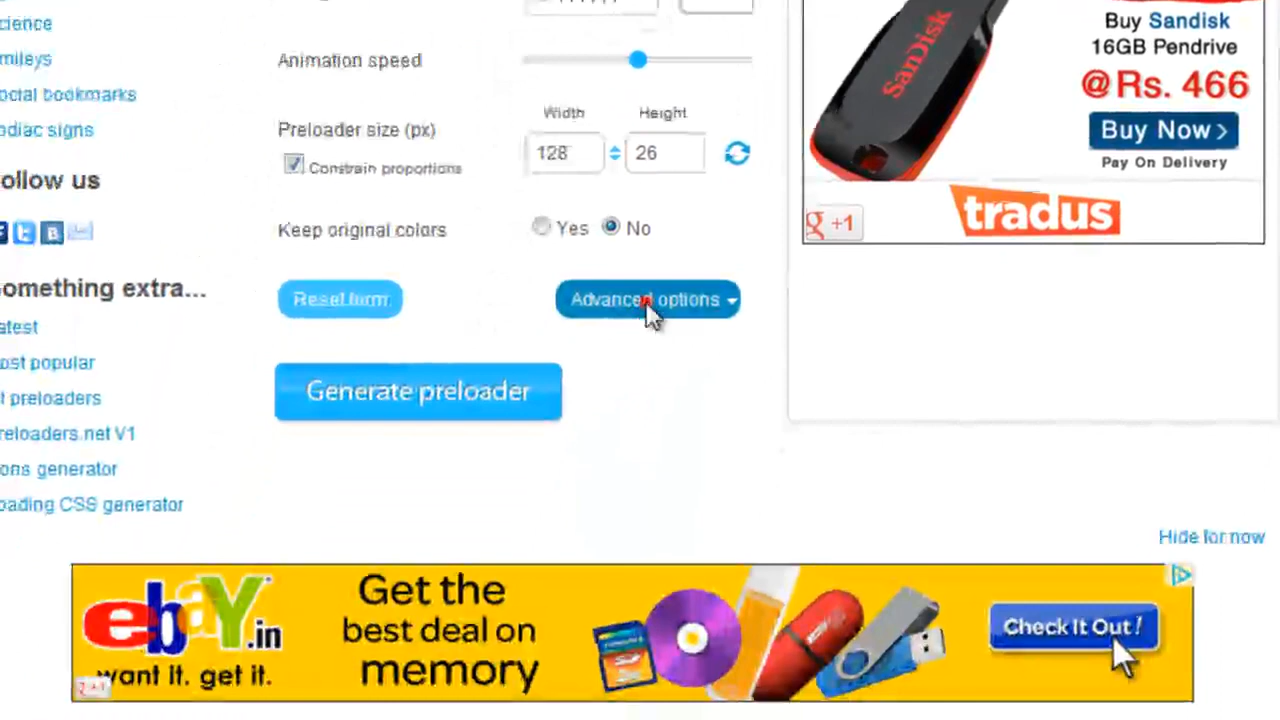 cience
Animation speed
mileys
ocial bookmarks
odiac signs
Width
Height
Preloader size (px)
128
26
Constrain proportions
ollow us
Keep original colors
Yes
No
omething extra...
Reset form
Advanced options
atest
ost popular
t preloaders
Generate preloader
reloaders.net V1
ons generator
oading CSS generator
SanDisk
Buy Sandisk
16GB Pendrive
@Rs. 466
Buy Now >
Pay On Delivery
g +1
tradus
Hide for now
ebay.in
want it. get it.
Get the
best deal on
memory
Check It Out!